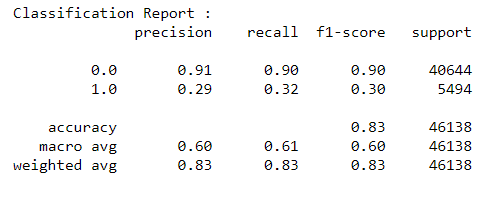 Classification Report :
precision recall f1-score support
0.0 0.91 0.90 0.90 40644
1.0 0.29 0.32 0.30 5494
accuracy 0.83 46138
macro avg 0.60 0.61 0.60 46138
weighted avg 0.83 0.83 0.83 46138